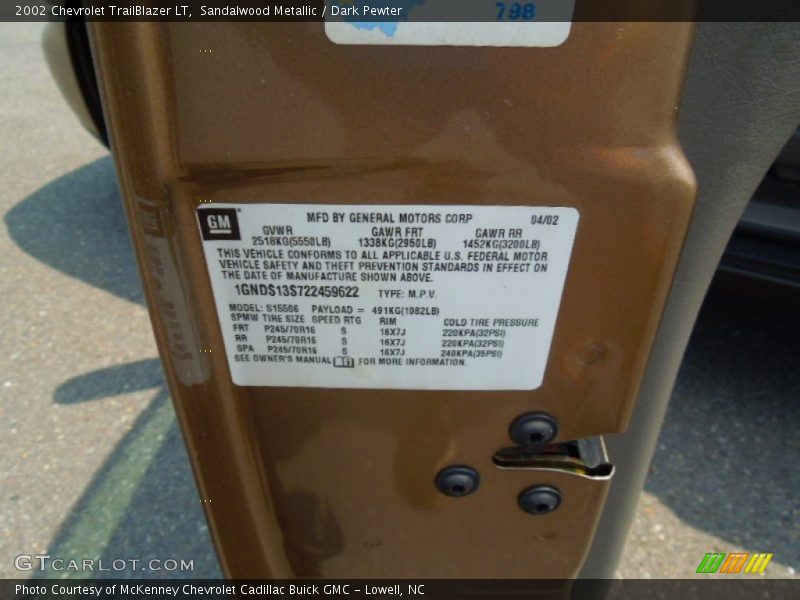 2002 Chevrolet TrailBlazer LT, Sandalwood Metallic / Dark Pewter
798
GM MFD BY GENERAL MOTORS CORP 04/02
GVWR GAWR FRT GAWR RR
2518KG(5550LB) 1338KG(2950LB) 1452KG(3200LB)
THIS VEHICLE CONFORMS TO ALL APPLICABLE U.S. FEDERAL MOTOR
VEHICLE SAFETY AND THEFT PREVENTION STANDARDS IN EFFECT ON
THE DATE OF MANUFACTURE SHOWN ABOVE.
1GNDS13S722459622 TYPE: M.P.V.
MODEL: S15506 PAYLOAD = 491KG(1082LB)
SPMW TIRE SIZE SPEED RTG RIM COLD TIRE PRESSURE
FRT P245/70R16 S 16X7J 220KPA(32PSI)
RR P245/70R16 S 16X7J 220KPA(32PSI)
SPA P245/70R16 S 16X7J 240KPA(35PSI)
SEE OWNER'S MANUAL FOR MORE INFORMATION.
GTCarLot.com
Photo Courtesy of McKenney Chevrolet Cadillac Buick GMC - Lowell, NC